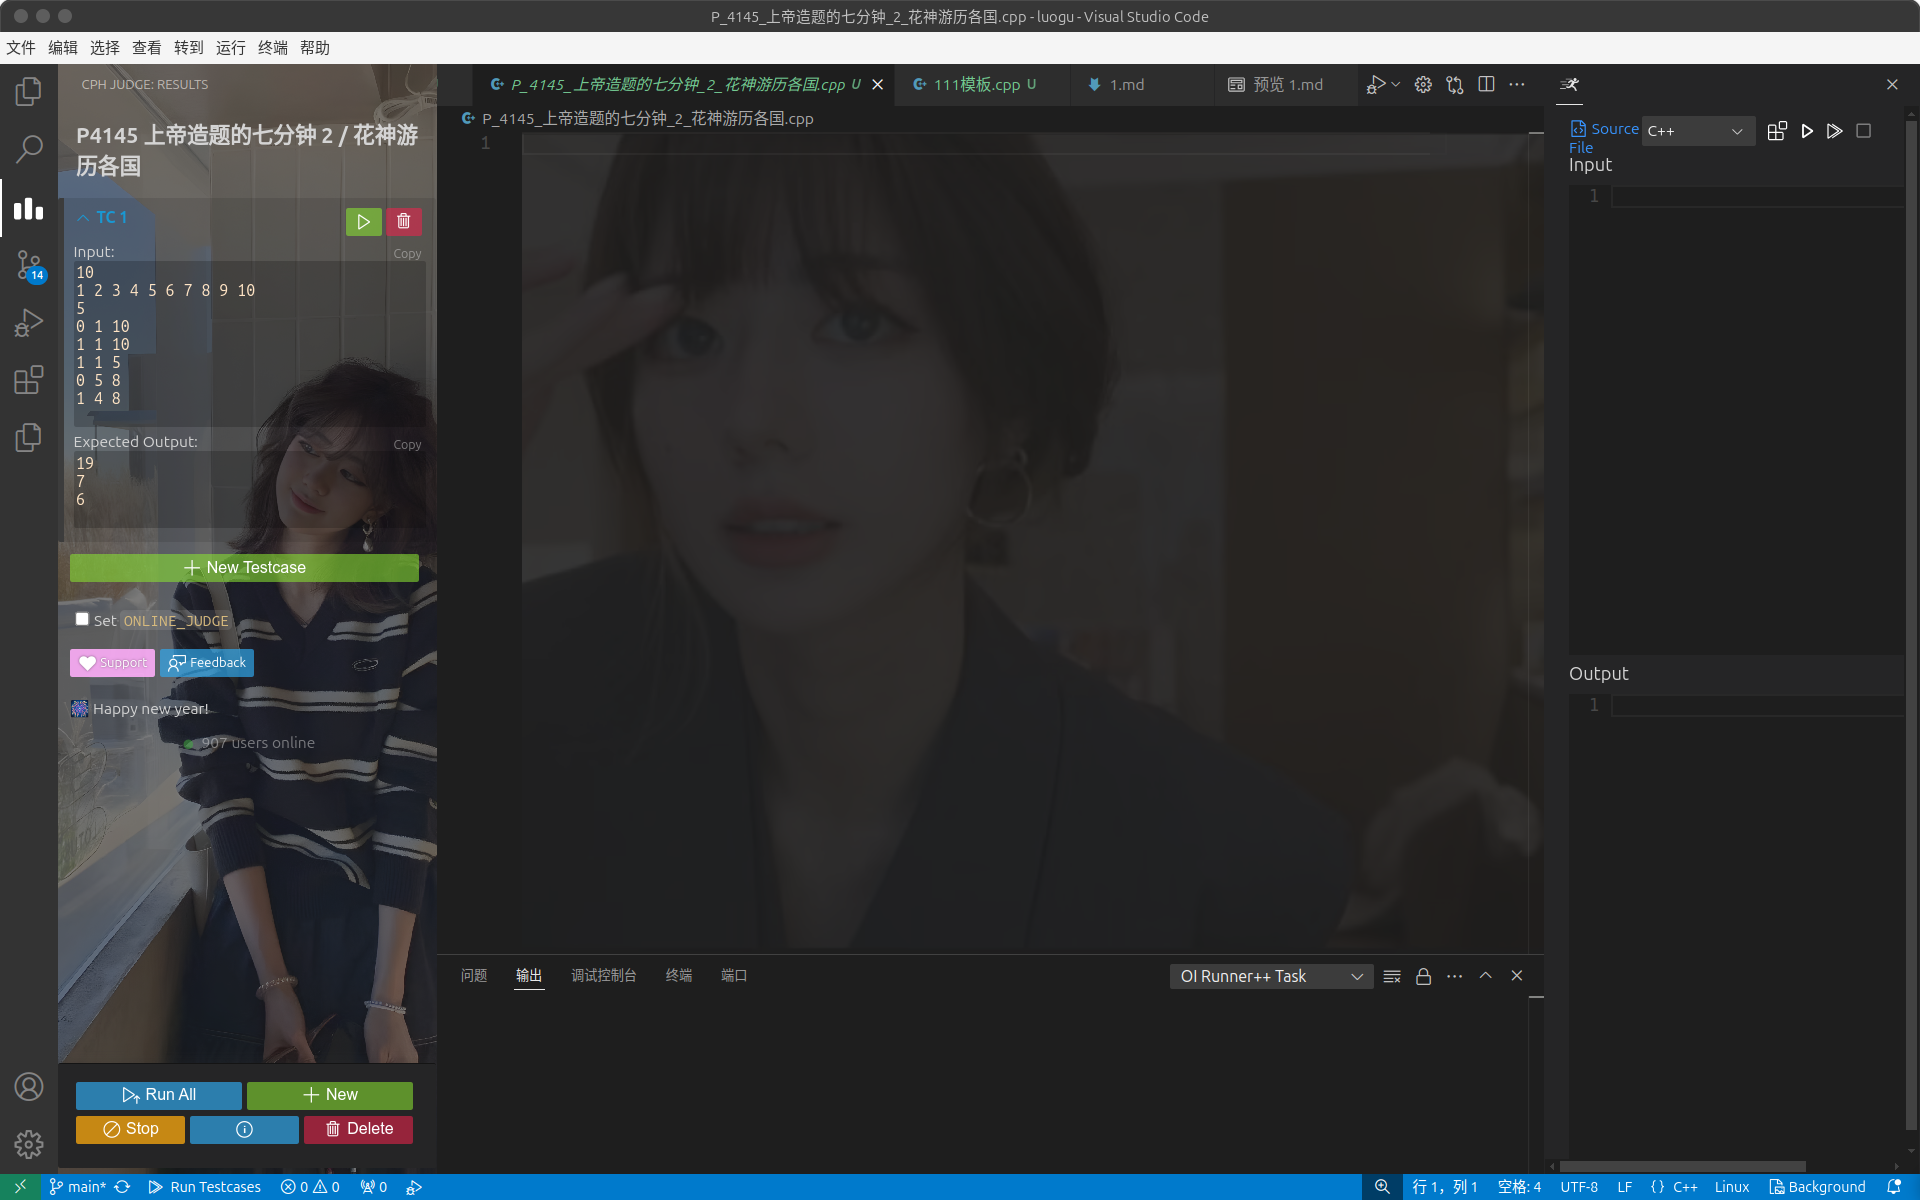 P_4145_上帝造题的七分钟_2_花神游历各国.cpp - luogu - Visual Studio Code
文件 编辑 选择 查看 转到 运行 终端 帮助
CPH JUDGE: RESULTS
P4145 上帝造题的七分钟 2 / 花神游
历各国
TC 1
Input:
Copy
10
1 2 3 4 5 6 7 8 9 10
5
0 1 10
1 1 10
1 1 5
0 5 8
1 4 8
Expected Output:
Copy
19
7
6
New Testcase
Set ONLINE_JUDGE
Support Feedback
Happy new year!
907 users online
Run All New
Stop Delete
P_4145_上帝造题的七分钟_2_花神游历各国.cpp U 111模板.cpp U 1.md 预览 1.md
P_4145_上帝造题的七分钟_2_花神游历各国.cpp
1
问题 输出 调试控制台 终端 端口
OI Runner++ Task
Source
File
C++
Input
1
Output
1
14
main* Run Testcases 0 0 0
行 1，列 1 空格: 4 UTF-8 LF {} C++ Linux Background